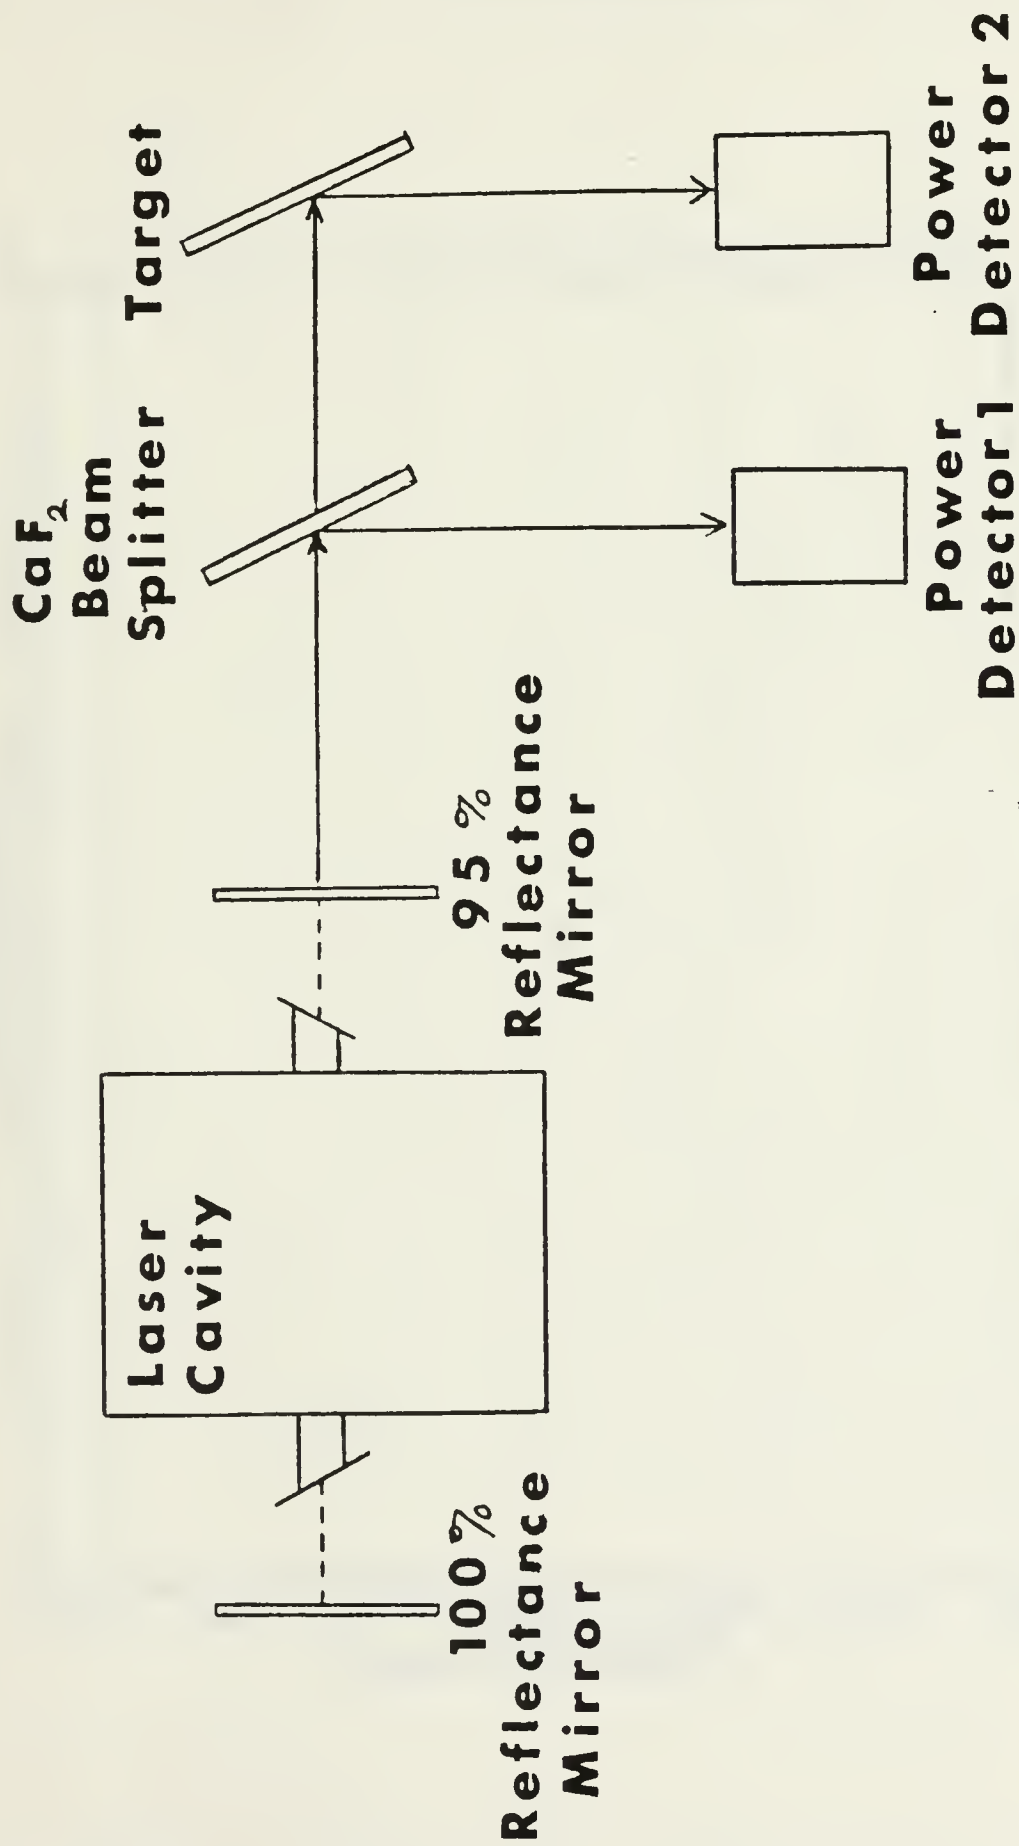 Laser
Cavity
100%
Reflectance
Mirror
95%
Reflectance
Mirror
CaF₂
Beam
Splitter
Target
Power
Detector 1
Power
Detector 2